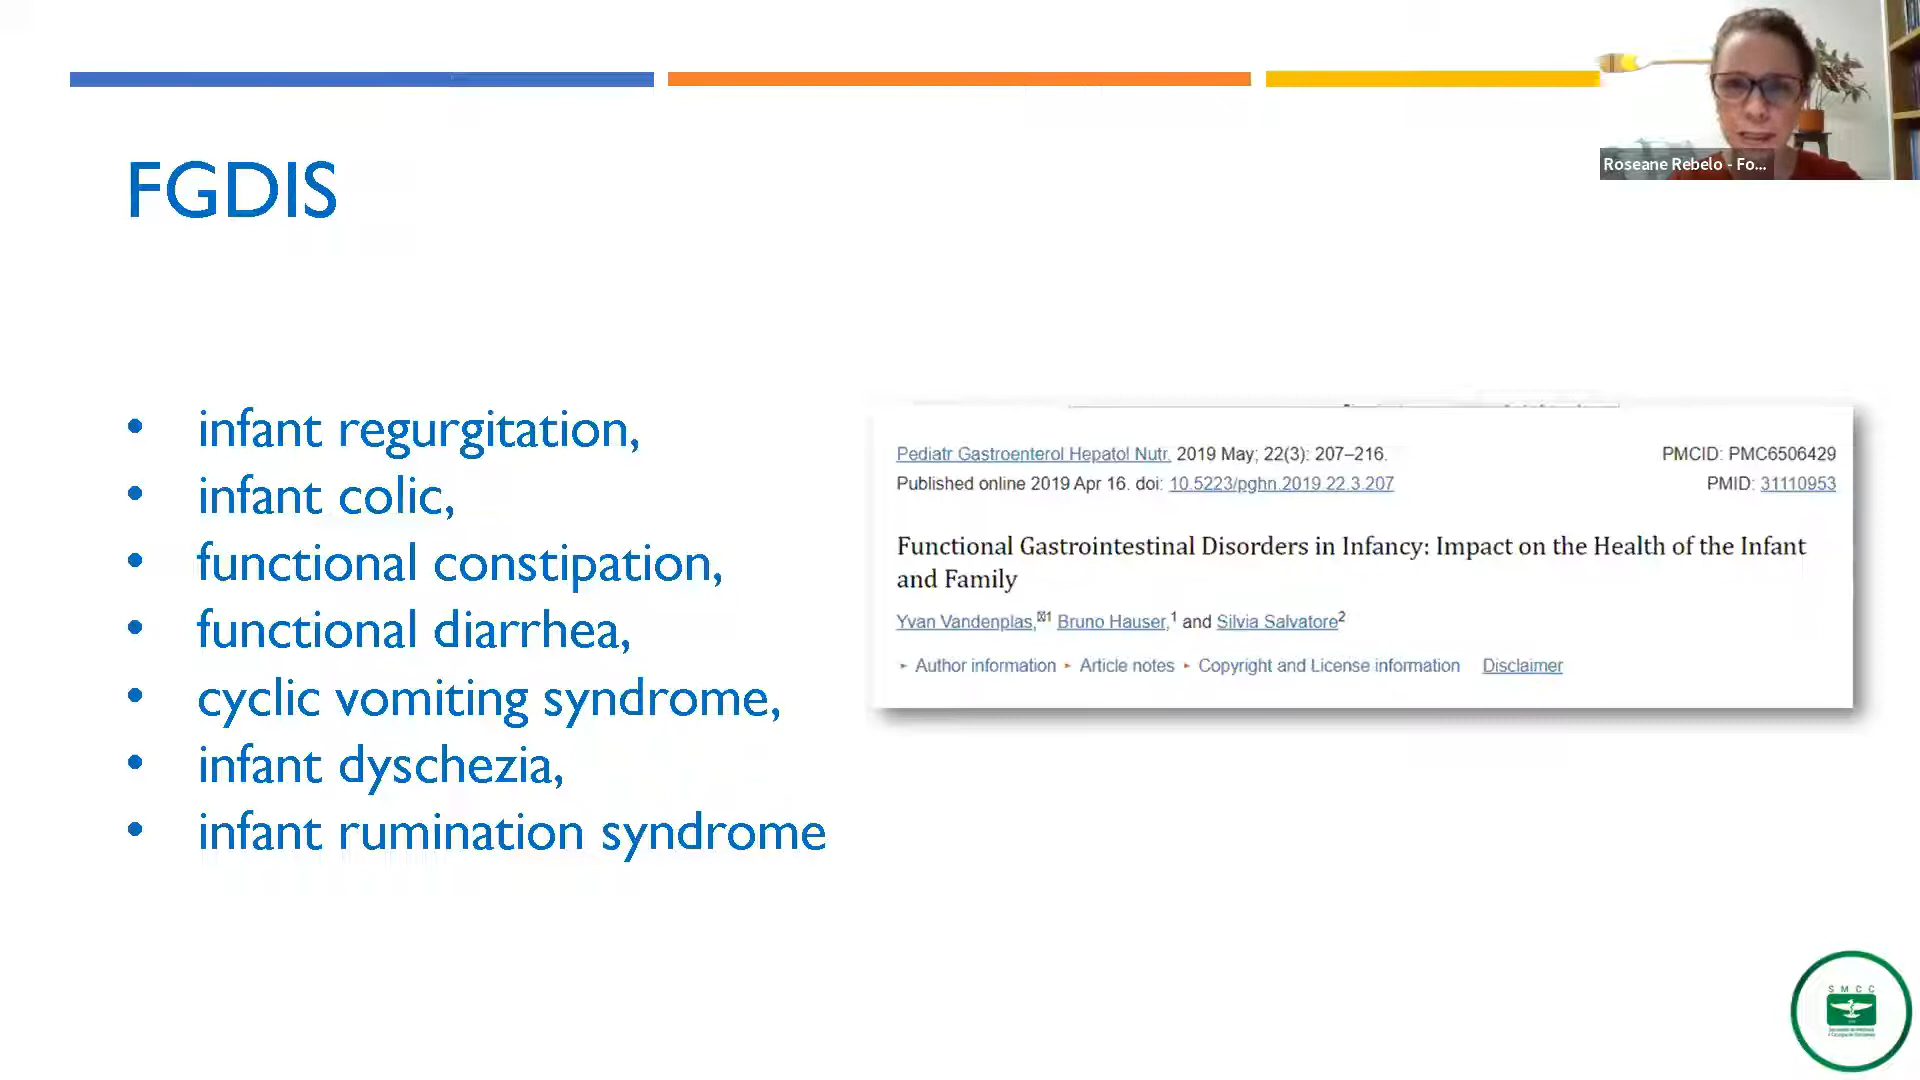 Roseane Rebelo - Fo...
FGDIS
• infant regurgitation,
• infant colic,
• functional constipation,
• functional diarrhea,
• cyclic vomiting syndrome,
• infant dyschezia,
• infant rumination syndrome
Pediatr Gastroenterol Hepatol Nutr. 2019 May; 22(3): 207–216.
PMCID: PMC6506429
Published online 2019 Apr 16. doi: 10.5223/pghn.2019.22.3.207
PMID: 31110953
Functional Gastrointestinal Disorders in Infancy: Impact on the Health of the Infant
and Family
Yvan Vandenplas,1 Bruno Hauser,1 and Silvia Salvatore2
Author information Article notes Copyright and License information Disclaimer
SMCC